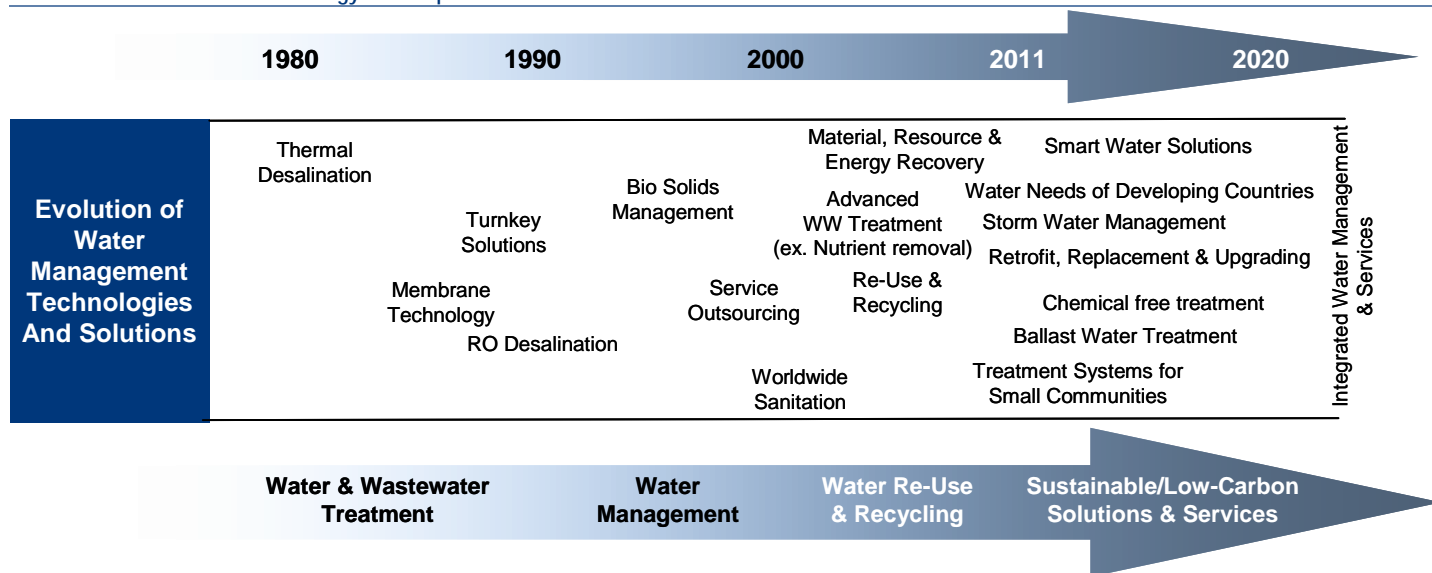 1980 1990 2000 2011 2020
Evolution of
Water
Management
Technologies
And Solutions
Thermal
Desalination
Turnkey
Solutions
Membrane
Technology
RO Desalination
Bio Solids
Management
Service
Outsourcing
Worldwide
Sanitation
Material, Resource &
Energy Recovery
Advanced
WW Treatment
(ex. Nutrient removal)
Re-Use &
Recycling
Smart Water Solutions
Water Needs of Developing Countries
Storm Water Management
Retrofit, Replacement & Upgrading
Chemical free treatment
Ballast Water Treatment
Treatment Systems for
Small Communities
Integrated Water Management
& Services
Water & Wastewater
Treatment
Water
Management
Water Re-Use
& Recycling
Sustainable/Low-Carbon
Solutions & Services